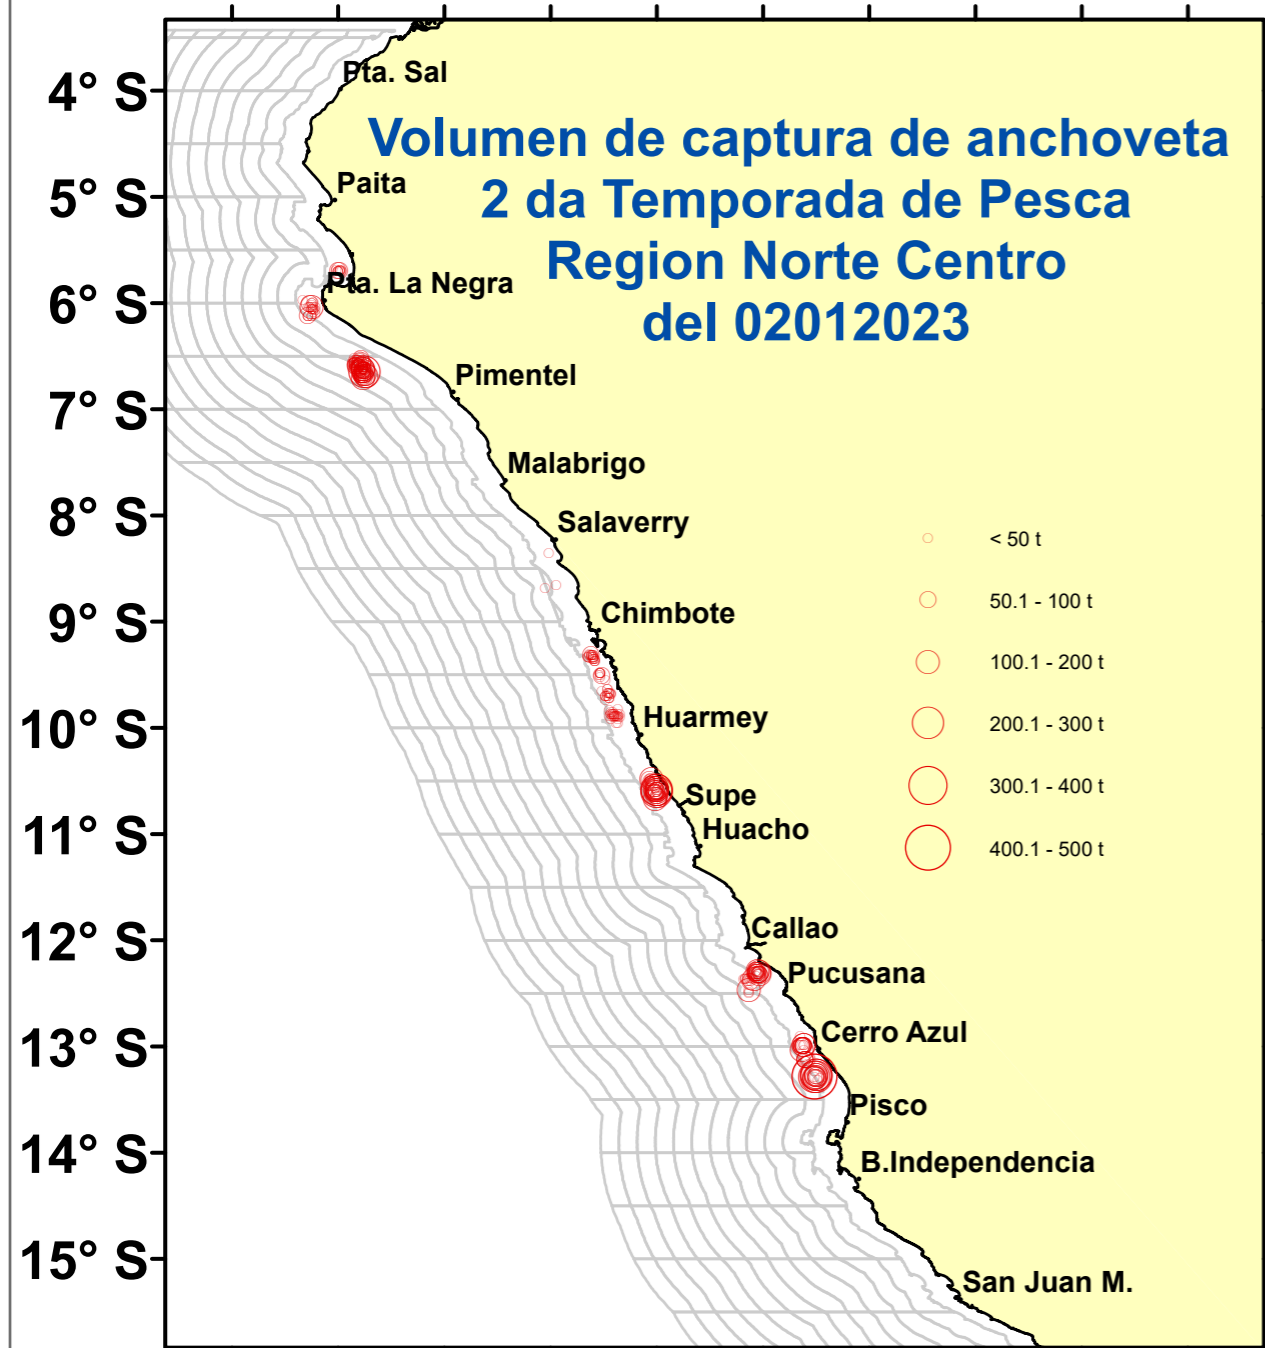 4° S
5° S
6° S
7° S
8° S
9° S
10° S
11° S
12° S
13° S
14° S
15° S
Volumen de captura de anchoveta
2 da Temporada de Pesca
Region Norte Centro
del 02012023
Pta. Sal
Paita
Pta. La Negra
Pimentel
Malabrigo
Salaverry
Chimbote
Huarmey
Supe
Huacho
Callao
Pucusana
Cerro Azul
Pisco
B.Independencia
San Juan M.
< 50 t
50.1 - 100 t
100.1 - 200 t
200.1 - 300 t
300.1 - 400 t
400.1 - 500 t